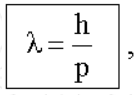 λ = h/p ,